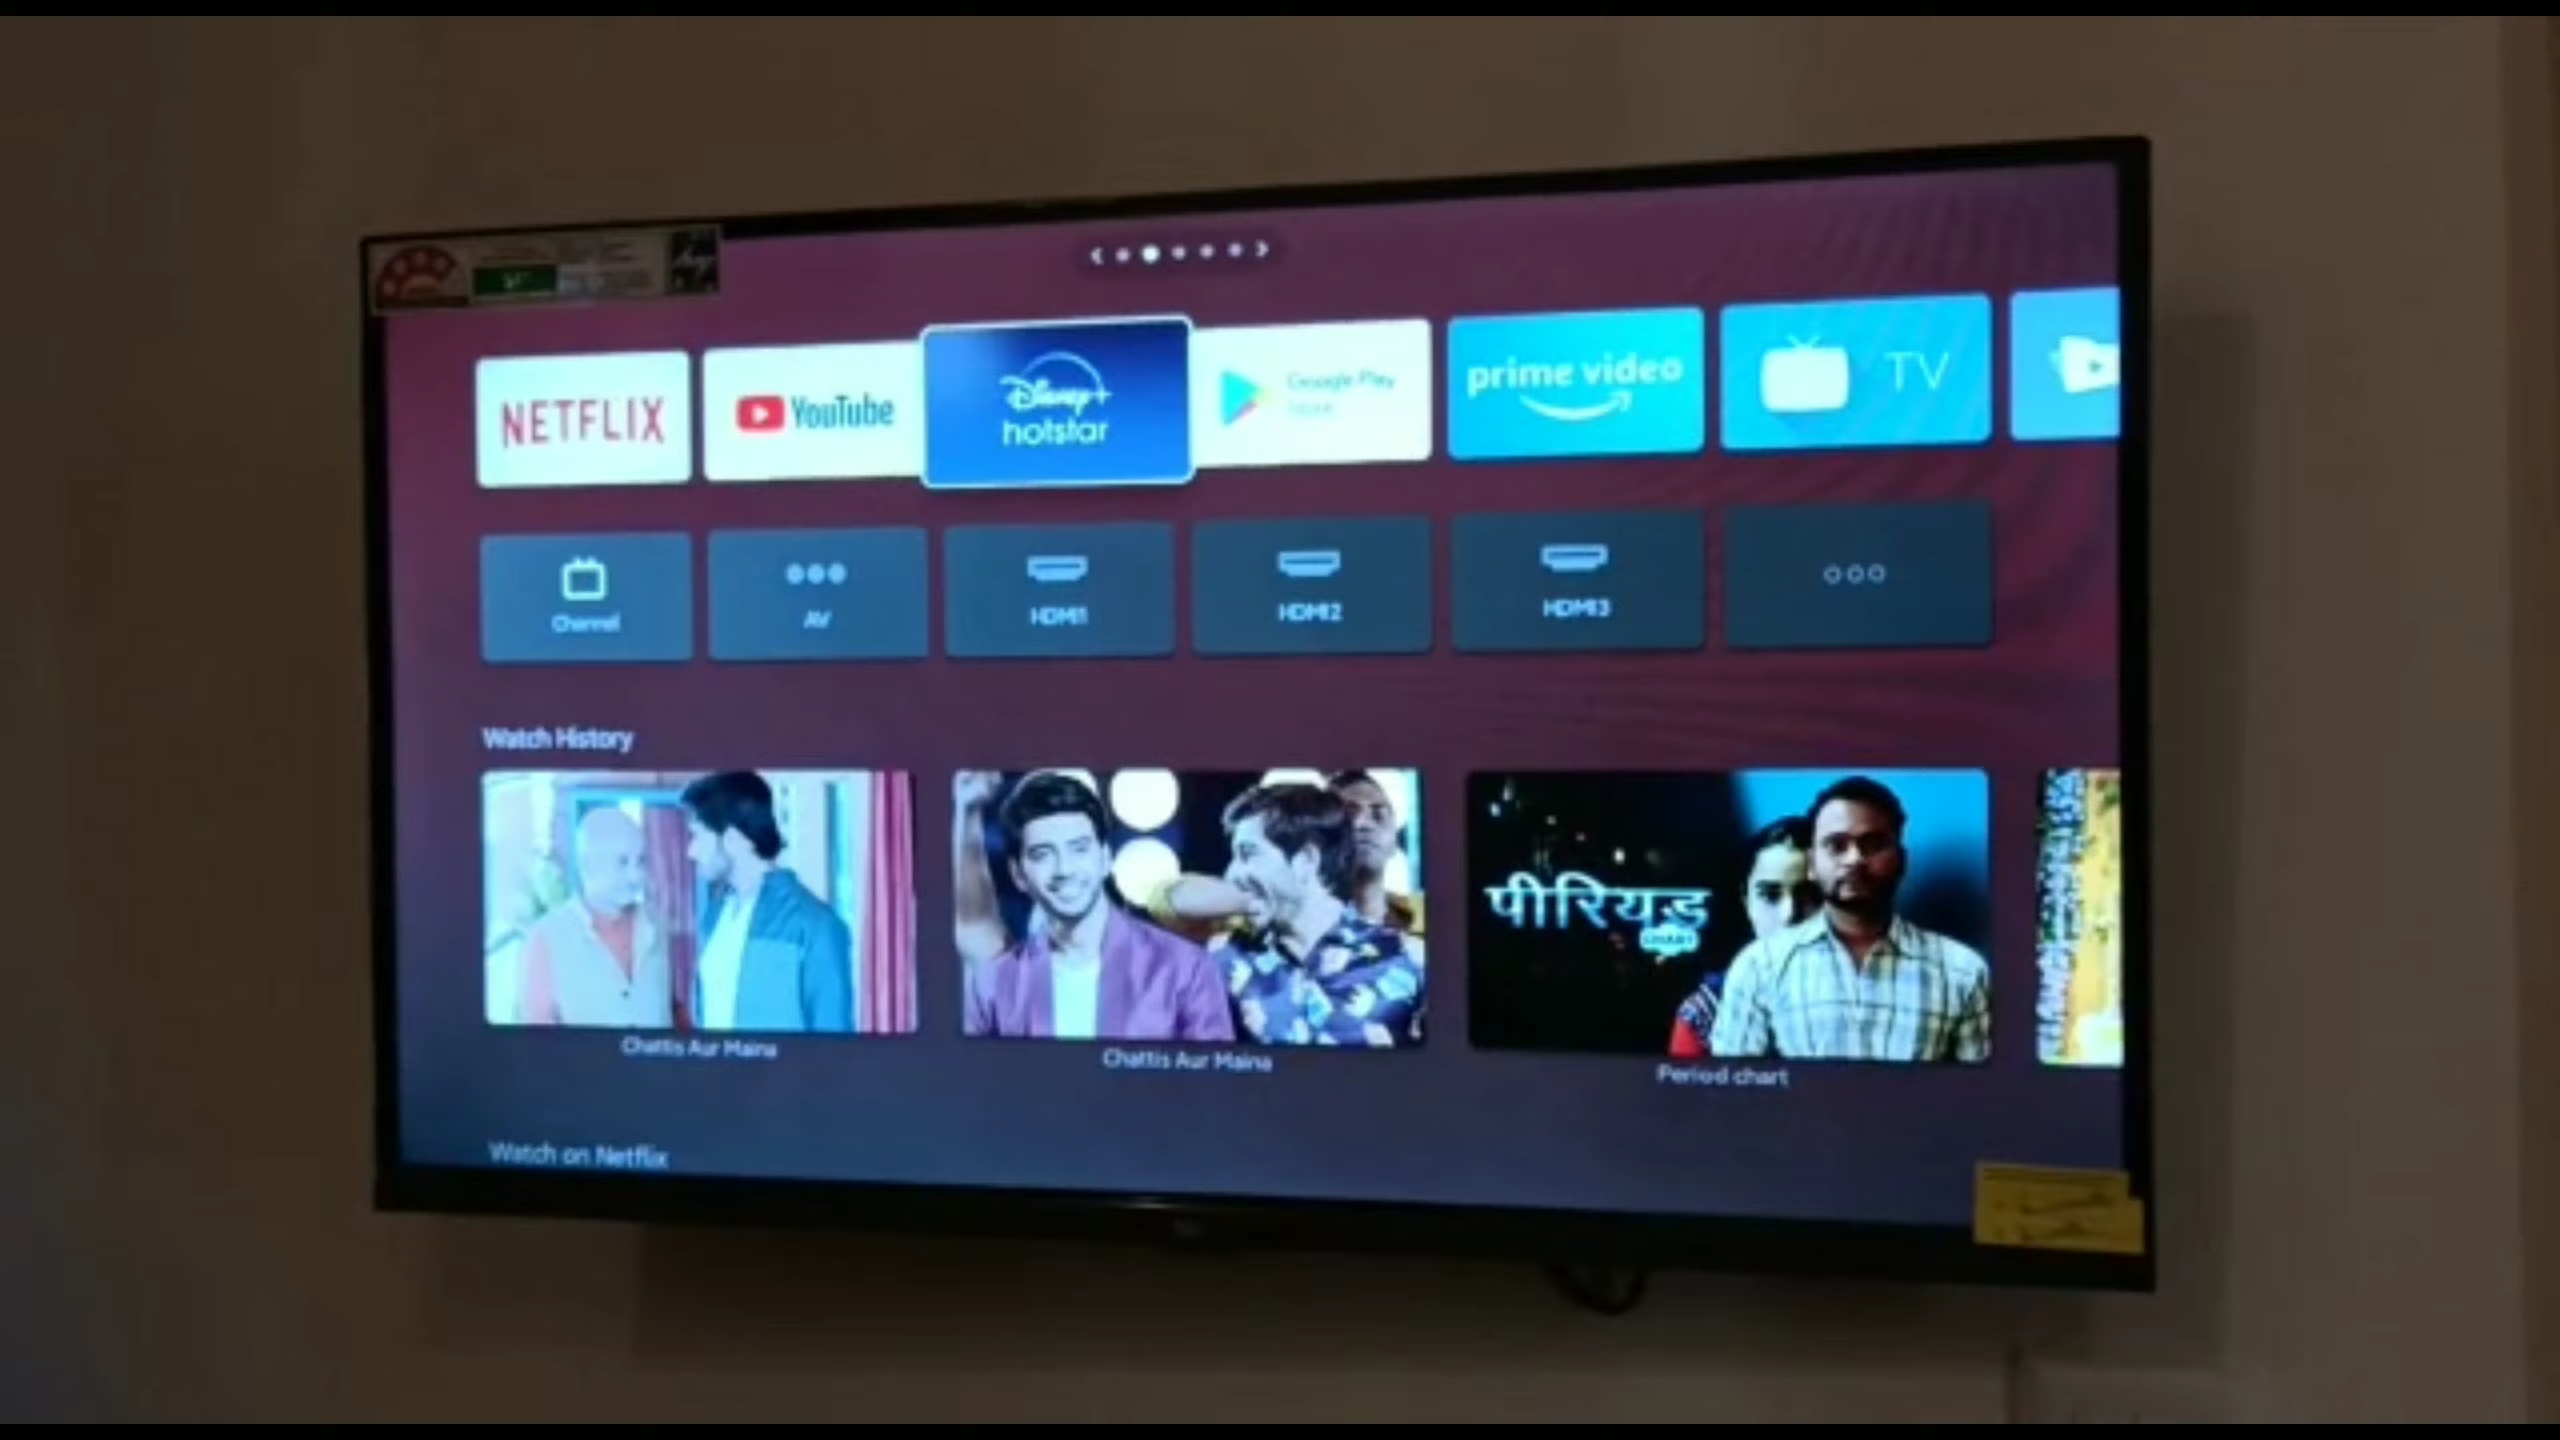 NETFLIX
YouTube
Disney+
hotstar
Google Play
prime video
TV
Channel
AV
HDMI1
HDMI2
HDMI3
Watch History
पीरियड
CHART
Chattis Aur Maina
Chattis Aur Maina
Period chart
Watch on Netflix